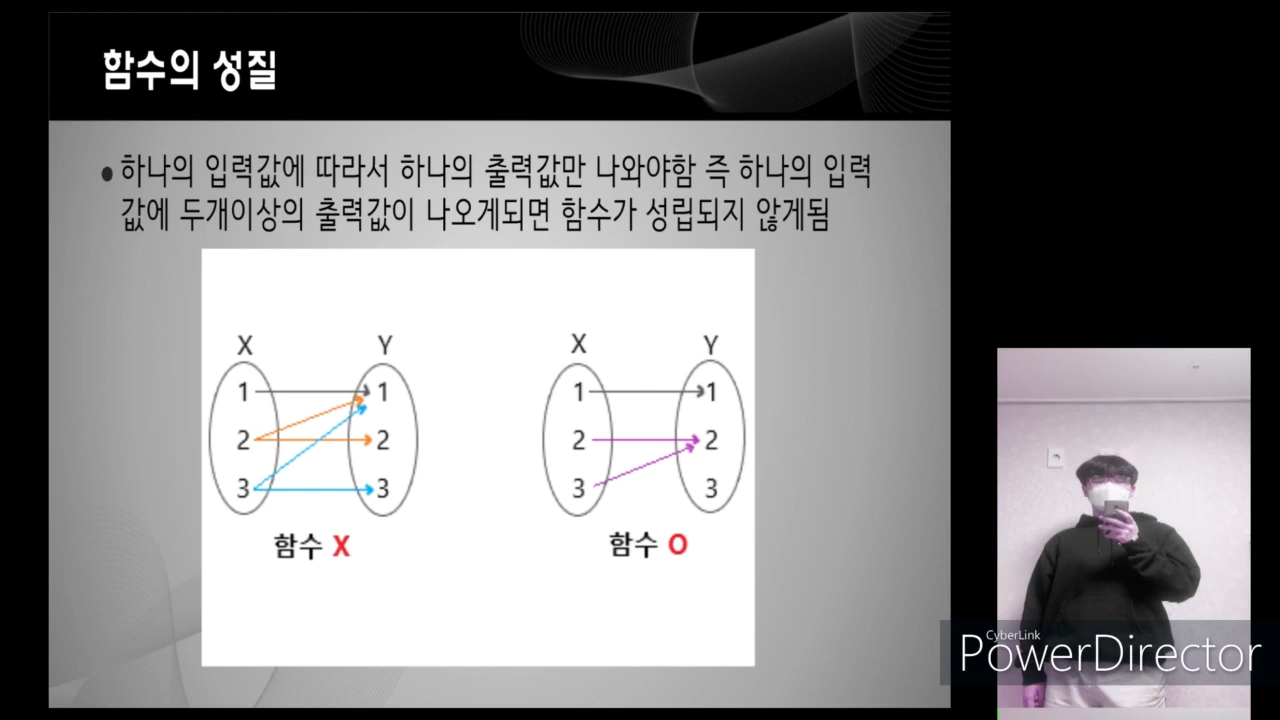 함수의 성질
● 하나의 입력값에 따라서 하나의 출력값만 나와야함 즉 하나의 입력
값에 두개이상의 출력값이 나오게되면 함수가 성립되지 않게됨
X Y
1 1
2 2
3 3
함수 X
X Y
1 1
2 2
3 3
함수 O
CyberLink
PowerDirector